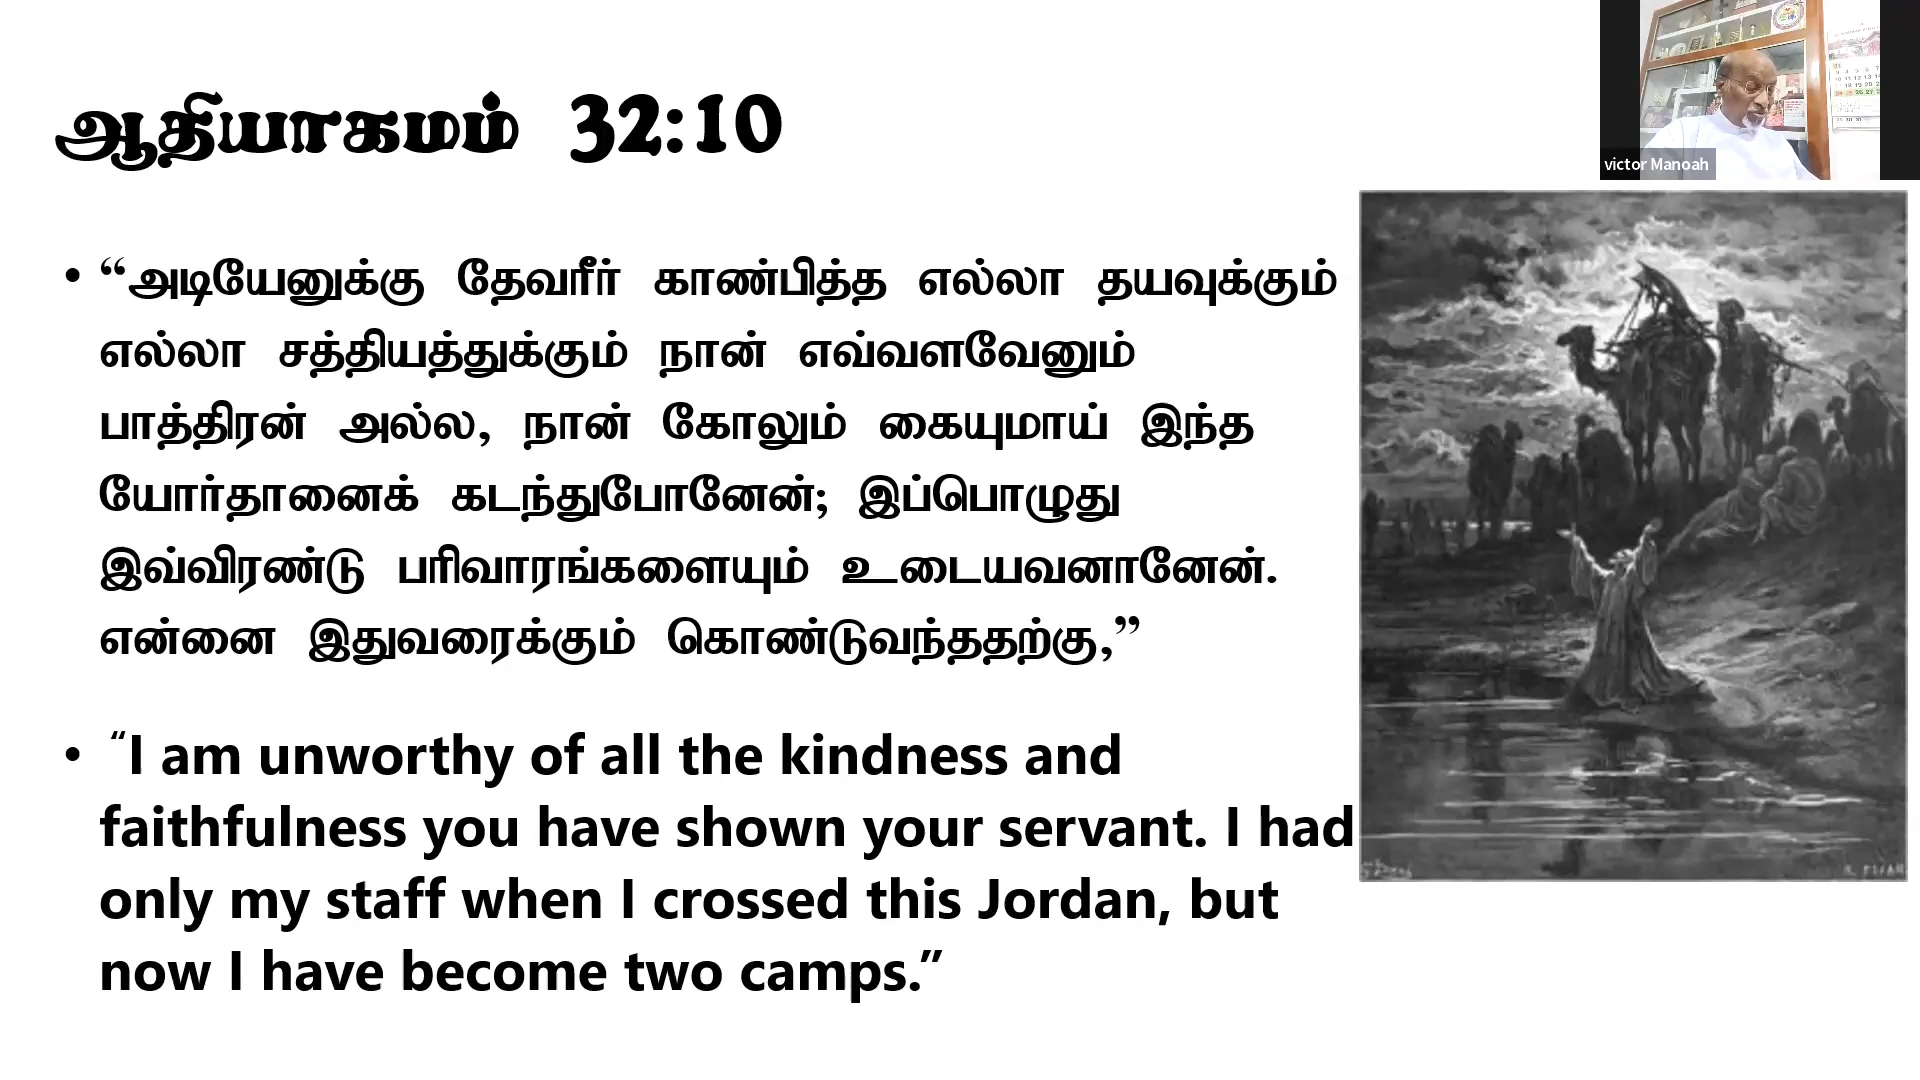 ஆதியாகமம் 32:10
victor Manoah
• “அடியேனுக்கு தேவரீர் காண்பித்த எல்லா தயவுக்கும்
எல்லா சத்தியத்துக்கும் நான் எவ்வளவேனும்
பாத்திரன் அல்ல, நான் கோலும் கையுமாய் இந்த
யோர்தானைக் கடந்துபோனேன்; இப்பொழுது
இவ்விரண்டு பரிவாரங்களையும் உடையவனானேன்.
என்னை இதுவரைக்கும் கொண்டுவந்ததற்கு,”
• “I am unworthy of all the kindness and
faithfulness you have shown your servant. I had
only my staff when I crossed this Jordan, but
now I have become two camps.”